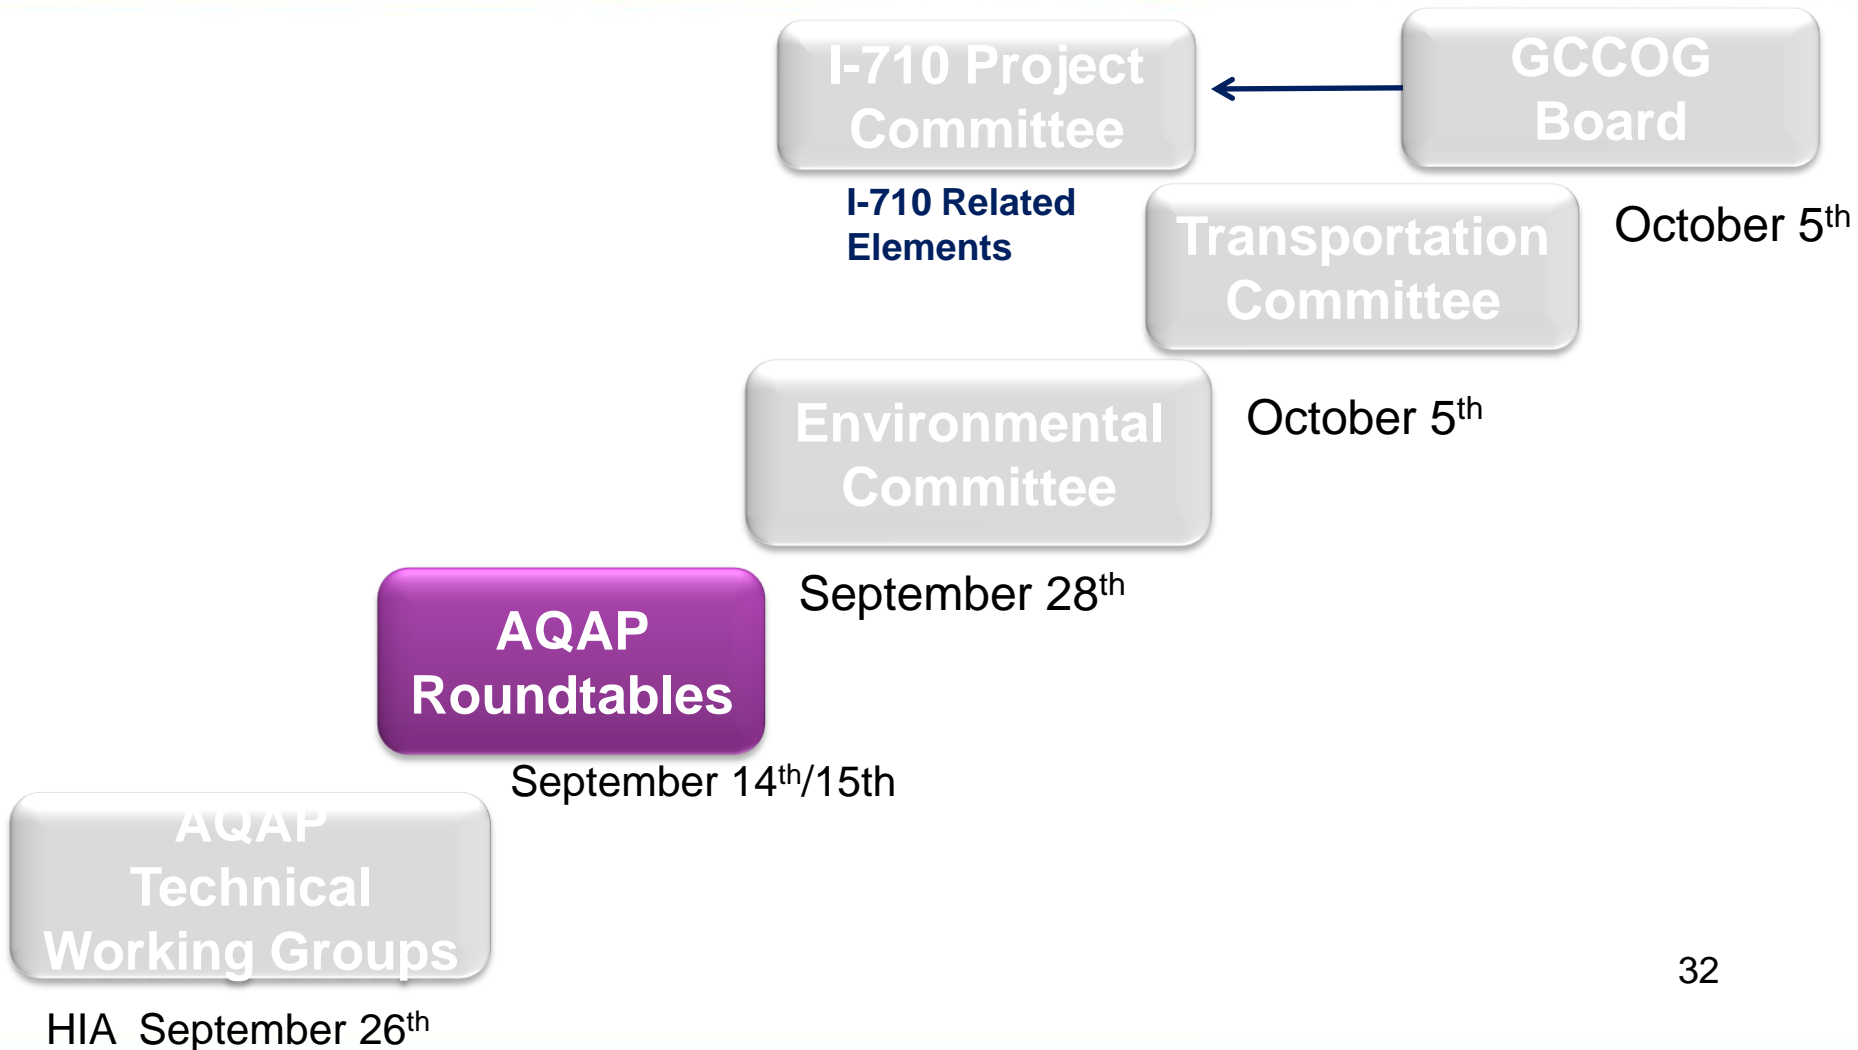 I-710 Project
Committee
GCCOG
Board
I-710 Related
Elements
Transportation
Committee
October 5th
Environmental
Committee
October 5th
AQAP
Roundtables
September 28th
September 14th/15th
AQAP
Technical
Working Groups
HIA September 26th
32